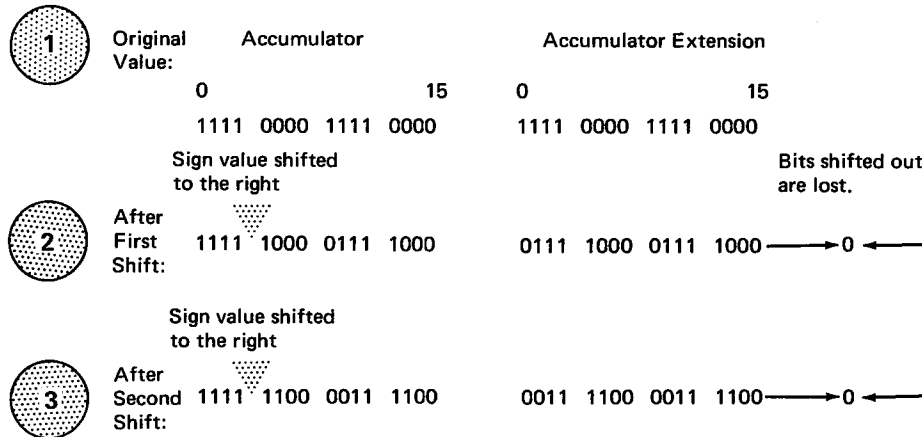 1 Original Accumulator Accumulator Extension
Value:
0 15 0 15
1111 0000 1111 0000 1111 0000 1111 0000
Sign value shifted Bits shifted out
to the right are lost.
After
2 First 1111 1000 0111 1000 0111 1000 0111 1000 0
Shift:
Sign value shifted
to the right
After
3 Second 1111 1100 0011 1100 0011 1100 0011 1100 0
Shift: